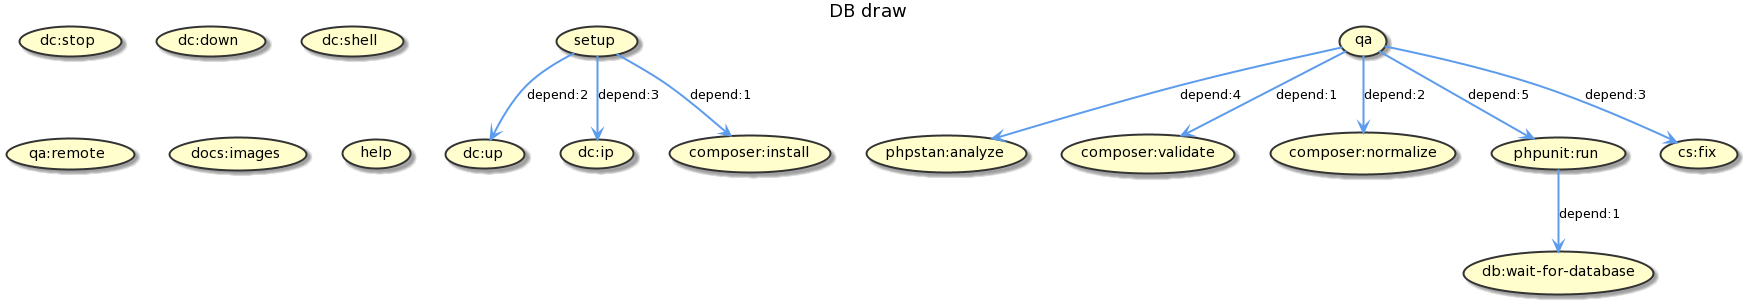 DB draw
dc:stop
dc:down
dc:shell
setup
qa
depend:2
depend:3
depend:1
depend:4
depend:1
depend:2
depend:5
depend:3
qa:remote
docs:images
help
dc:up
dc:ip
composer:install
phpstan:analyze
composer:validate
composer:normalize
phpunit:run
cs:fix
depend:1
db:wait-for-database